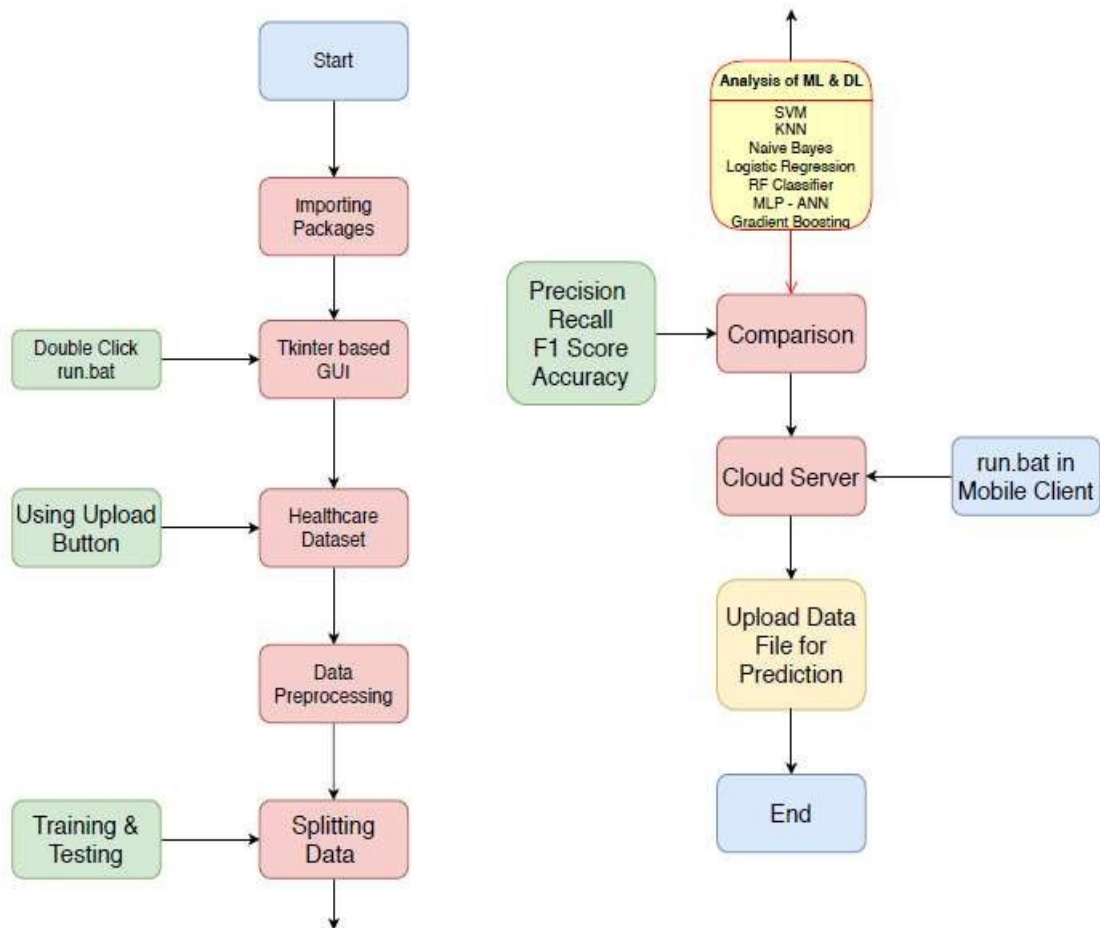 Start
Importing
Packages
Double Click
run.bat
Tkinter based
GUI
Using Upload
Button
Healthcare
Dataset
Data
Preprocessing
Training &
Testing
Splitting
Data
Analysis of ML & DL
SVM
KNN
Naive Bayes
Logistic Regression
RF Classifier
MLP - ANN
Gradient Boosting
Precision
Recall
F1 Score
Accuracy
Comparison
Cloud Server
run.bat in
Mobile Client
Upload Data
File for
Prediction
End